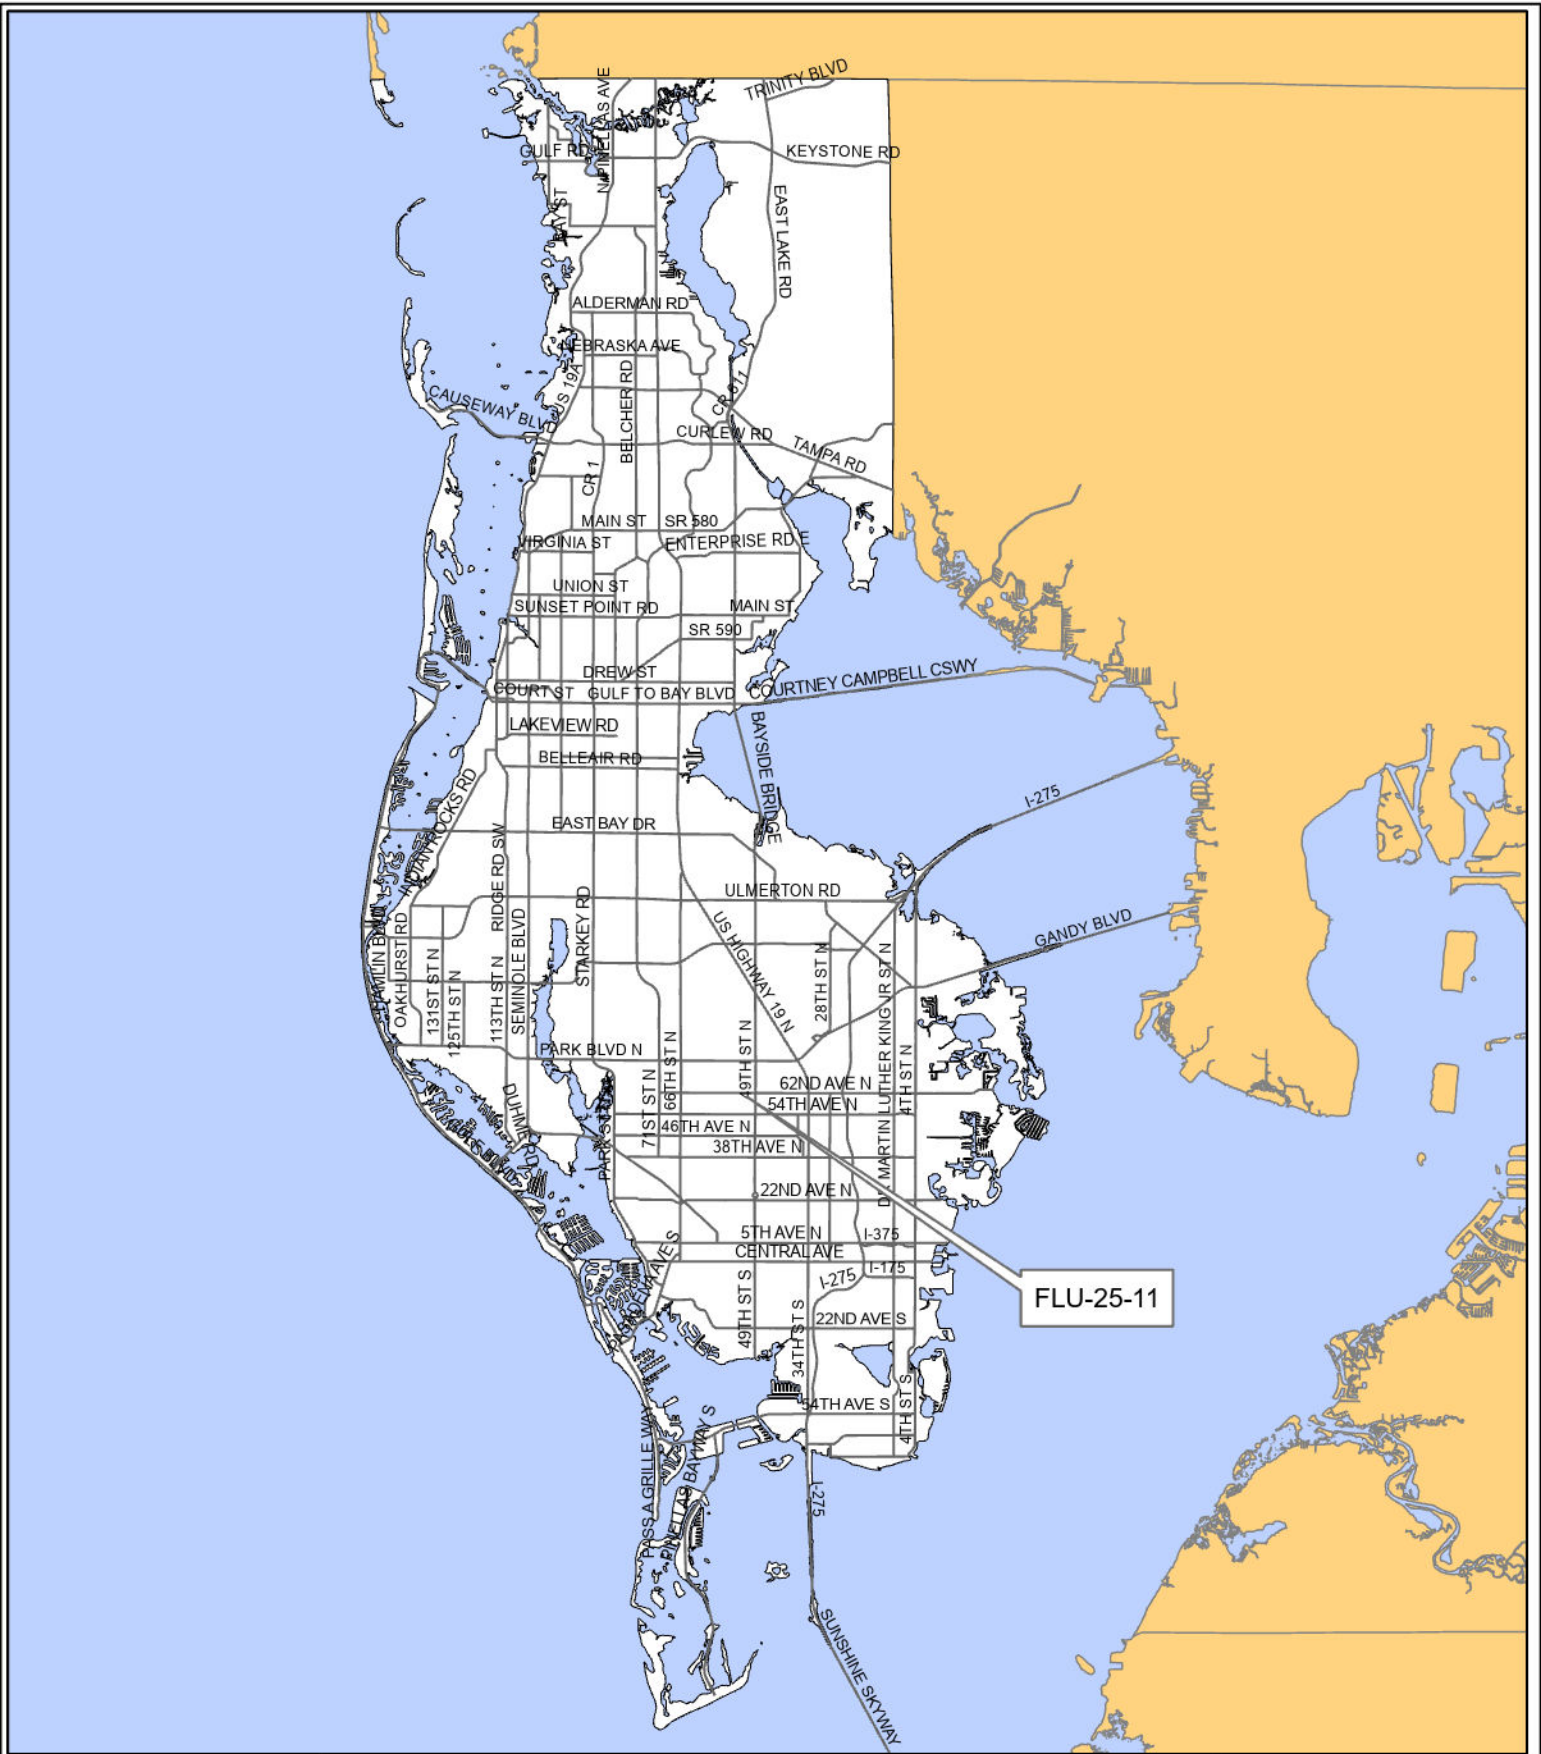 TRINITY BLVD
N PINELLAS AVE
GULF RD
KEYSTONE RD
BAY ST
EAST LAKE RD
ALDERMAN RD
NEBRASKA AVE
US 19A
BELCHER RD
CR 611
CAUSEWAY BLVD
CURLEW RD
TAMPA RD
CR 1
MAIN ST
SR 580
VIRGINIA ST
ENTERPRISE RD E
UNION ST
SUNSET POINT RD
MAIN ST
SR 590
DREW ST
COURT ST
GULF TO BAY BLVD
COURTNEY CAMPBELL CSWY
LAKEVIEW RD
BAYSIDE BRIDGE
BELLEAIR RD
INDIAN ROCKS RD
I-275
EAST BAY DR
RIDGE RD SW
ULMERTON RD
HAMLIN BLVD
OAKHURST RD
131ST ST N
125TH ST N
113TH ST N
SEMINOLE BLVD
STARKEY RD
US HIGHWAY 19 N
28TH ST N
GANDY BLVD
DR MARTIN LUTHER KING JR ST N
PARK BLVD N
71ST ST N
66TH ST N
49TH ST N
4TH ST N
62ND AVE N
54TH AVE N
DUHME RD
46TH AVE N
38TH AVE N
PARK ST N
22ND AVE N
5TH AVE N
I-375
CENTRAL AVE
I-175
I-275
PASADENA AVE S
FLU-25-11
49TH ST S
34TH ST S
22ND AVE S
54TH AVE S
4TH ST S
PASS A GRILLE WAY
PINELLAS BAYWAY S
I-275
SUNSHINE SKYWAY